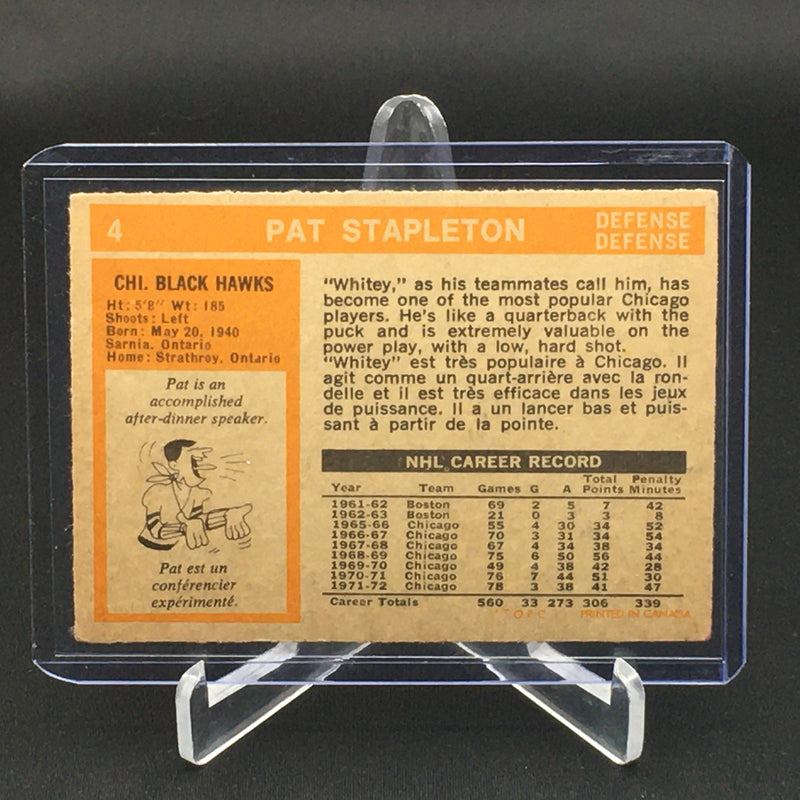 4 PAT STAPLETON DEFENSE
DEFENSE
CHI. BLACK HAWKS
Ht: 5'8" Wt: 185
Shoots: Left
Born: May 20, 1940
Sarnia, Ontario
Home: Strathroy, Ontario
Pat is an
accomplished
after-dinner speaker.
Pat est un
conférencier
expérimenté.
"Whitey," as his teammates call him, has
become one of the most popular Chicago
players. He's like a quarterback with the
puck and is extremely valuable on the
power play, with a low, hard shot.
"Whitey" est très populaire à Chicago. Il
agit comme un quart-arrière avec la ron-
delle et il est très efficace dans les jeux
de puissance. Il a un lancer bas et puis-
sant à partir de la pointe.
NHL CAREER RECORD
Total Penalty
Year Team Games G A Points Minutes
1961-62 Boston 69 2 5 7 42
1962-63 Boston 21 0 3 3 8
1965-66 Chicago 55 4 30 34 52
1966-67 Chicago 70 3 31 34 54
1967-68 Chicago 67 4 34 38 34
1968-69 Chicago 75 6 50 56 44
1969-70 Chicago 49 4 38 42 28
1970-71 Chicago 76 7 44 51 30
1971-72 Chicago 78 3 38 41 47
Career Totals 560 33 273 306 339
O.P.C. PRINTED IN CANADA